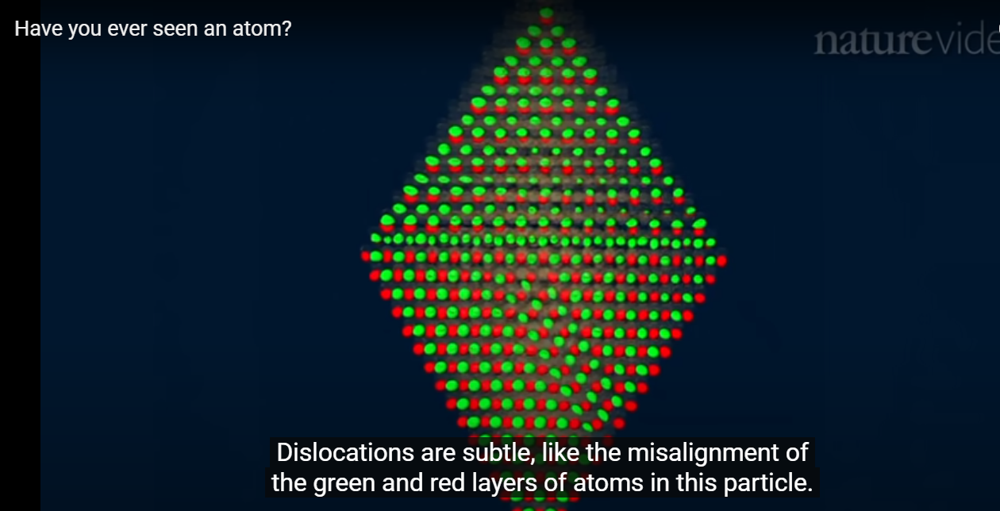 Have you ever seen an atom?
naturevide
Dislocations are subtle, like the misalignment of
the green and red layers of atoms in this particle.